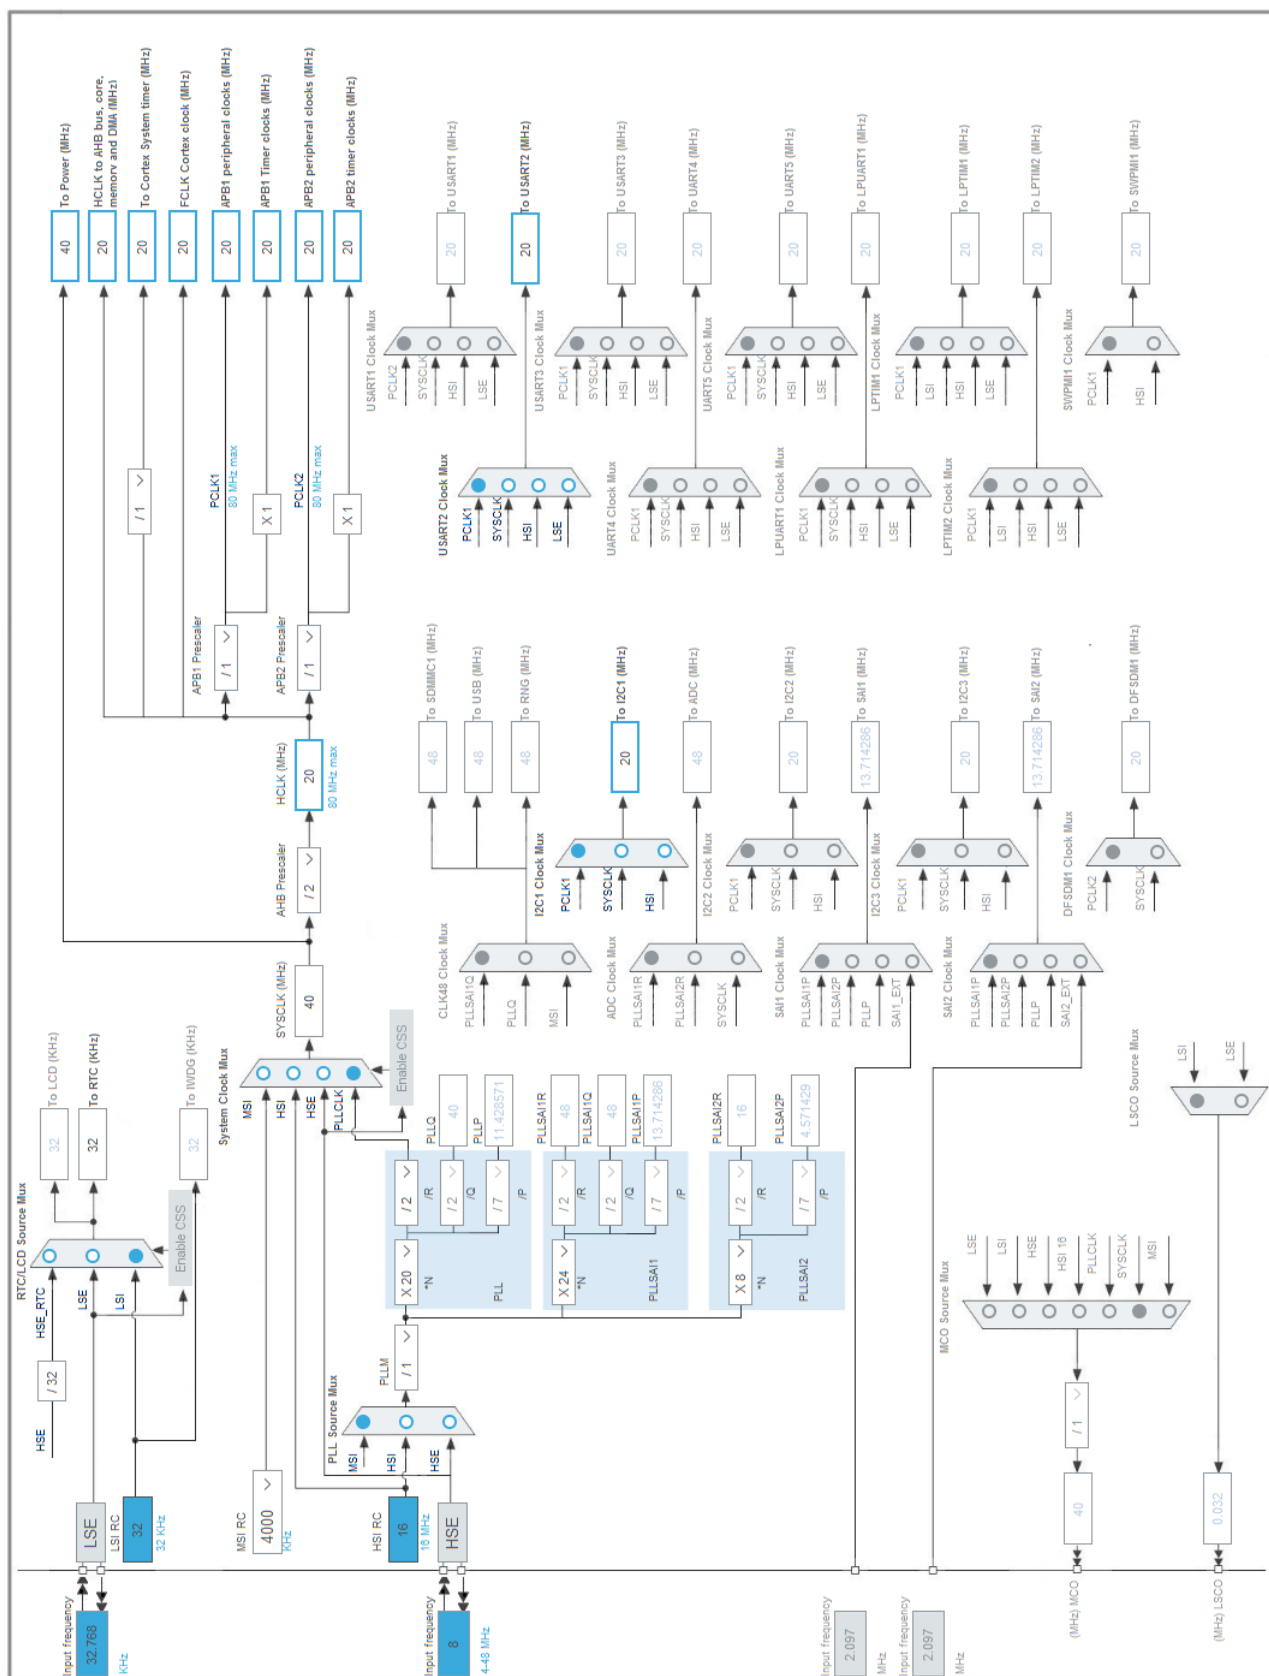 Input frequency
32.768
KHz
LSE
LSI RC
32
32 KHz
HSE
/ 32
HSE_RTC
LSE
LSI
RTC/LCD Source Mux
Enable CSS
32
To LCD (KHz)
32
To RTC (KHz)
32
To IWDG (KHz)
MSI RC
4000
KHz
HSI RC
16
16 MHz
Input frequency
8
4-48 MHz
HSE
PLL Source Mux
MSI
HSI
HSE
PLLM
/ 1
X 20
*N
PLL
/ 2
/R
/ 2
/Q
/ 7
/P
PLLQ
40
PLLP
11.428571
X 24
*N
PLLSAI1
/ 2
/R
/ 2
/Q
/ 7
/P
PLLSAI1R
48
PLLSAI1Q
48
PLLSAI1P
13.714286
X 8
*N
PLLSAI2
/ 2
/R
/ 7
/P
PLLSAI2R
16
PLLSAI2P
4.571429
System Clock Mux
MSI
HSI
HSE
PLLCLK
Enable CSS
SYSCLK (MHz)
40
AHB Prescaler
/ 2
HCLK (MHz)
20
80 MHz max
APB1 Prescaler
/ 1
APB2 Prescaler
/ 1
/ 1
PCLK1
80 MHz max
X 1
PCLK2
80 MHz max
X 1
40
To Power (MHz)
20
HCLK to AHB bus, core,
memory and DMA (MHz)
20
To Cortex System timer (MHz)
20
FCLK Cortex clock (MHz)
20
APB1 peripheral clocks (MHz)
20
APB1 Timer clocks (MHz)
20
APB2 peripheral clocks (MHz)
20
APB2 timer clocks (MHz)
CLK48 Clock Mux
PLLSAI1Q
PLLQ
MSI
48
To SDMMC1 (MHz)
48
To USB (MHz)
48
To RNG (MHz)
I2C1 Clock Mux
PCLK1
SYSCLK
HSI
20
To I2C1 (MHz)
ADC Clock Mux
PLLSAI1R
PLLSAI2R
SYSCLK
48
To ADC (MHz)
I2C2 Clock Mux
PCLK1
SYSCLK
HSI
20
To I2C2 (MHz)
SAI1 Clock Mux
PLLSAI1P
PLLSAI2P
PLLP
SAI1_EXT
13.714286
To SAI1 (MHz)
I2C3 Clock Mux
PCLK1
SYSCLK
HSI
20
To I2C3 (MHz)
SAI2 Clock Mux
PLLSAI1P
PLLSAI2P
PLLP
SAI2_EXT
13.714286
To SAI2 (MHz)
DFSDM1 Clock Mux
PCLK2
SYSCLK
20
To DFSDM1 (MHz)
USART1 Clock Mux
PCLK2
SYSCLK
HSI
LSE
20
To USART1 (MHz)
USART2 Clock Mux
PCLK1
SYSCLK
HSI
LSE
20
To USART2 (MHz)
USART3 Clock Mux
PCLK1
SYSCLK
HSI
LSE
20
To USART3 (MHz)
UART4 Clock Mux
PCLK1
SYSCLK
HSI
LSE
20
To UART4 (MHz)
UART5 Clock Mux
PCLK1
SYSCLK
HSI
LSE
20
To UART5 (MHz)
LPUART1 Clock Mux
PCLK1
SYSCLK
HSI
LSE
20
To LPUART1 (MHz)
LPTIM1 Clock Mux
PCLK1
LSI
HSI
LSE
20
To LPTIM1 (MHz)
LPTIM2 Clock Mux
PCLK1
LSI
HSI
LSE
20
To LPTIM2 (MHz)
SWPMI1 Clock Mux
PCLK1
HSI
20
To SWPMI1 (MHz)
Input frequency
2.097
MHz
2.097
MHz
(MHz) MCO
40
/ 1
MCO Source Mux
LSE
LSI
HSE
HSI 16
PLLCLK
SYSCLK
MSI
(MHz) LSCO
0.032
LSCO Source Mux
LSI
LSE